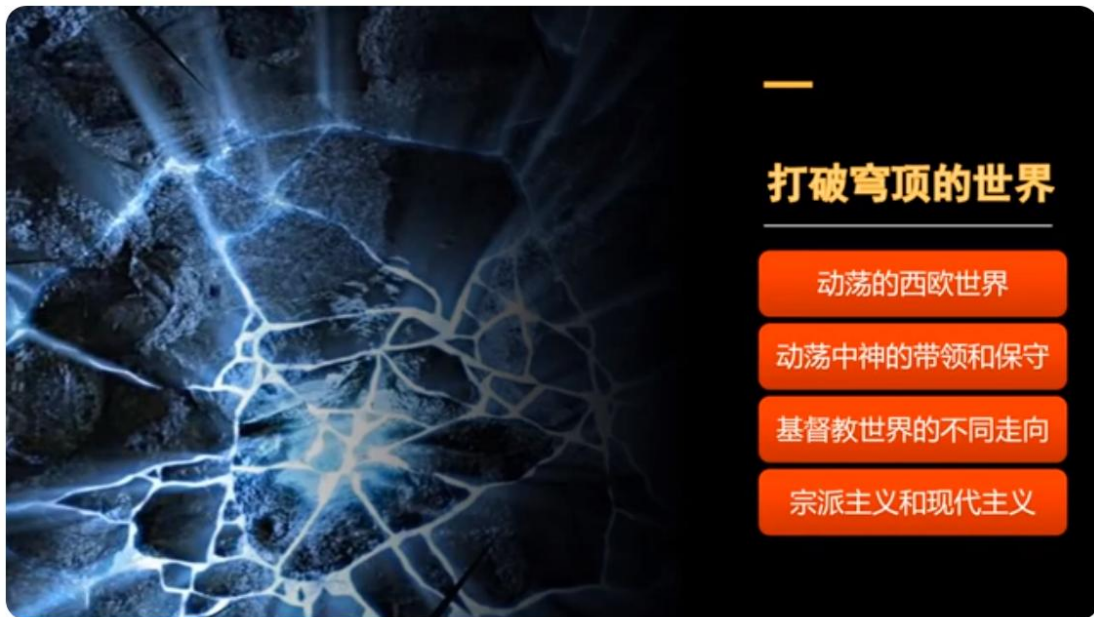 打破穹顶的世界
动荡的西欧世界
动荡中神的带领和保守
基督教世界的不同走向
宗派主义和现代主义